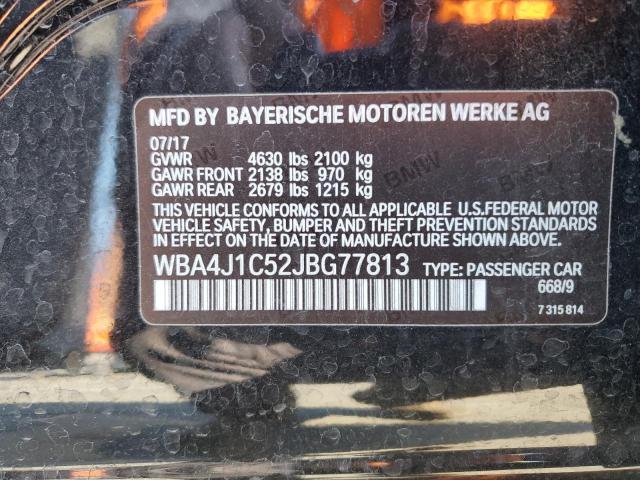 MFD BY BAYERISCHE MOTOREN WERKE AG
07/17
GVWR 4630 lbs 2100 kg
GAWR FRONT 2138 lbs 970 kg
GAWR REAR 2679 lbs 1215 kg
THIS VEHICLE CONFORMS TO ALL APPLICABLE U.S.FEDERAL MOTOR
VEHICLE SAFETY, BUMPER AND THEFT PREVENTION
STANDARDS IN EFFECT ON THE DATE OF MANUFACTURE SHOWN ABOVE.
WBA4J1C52JBG77813 TYPE: PASSENGER CAR
668/9
7 315 814